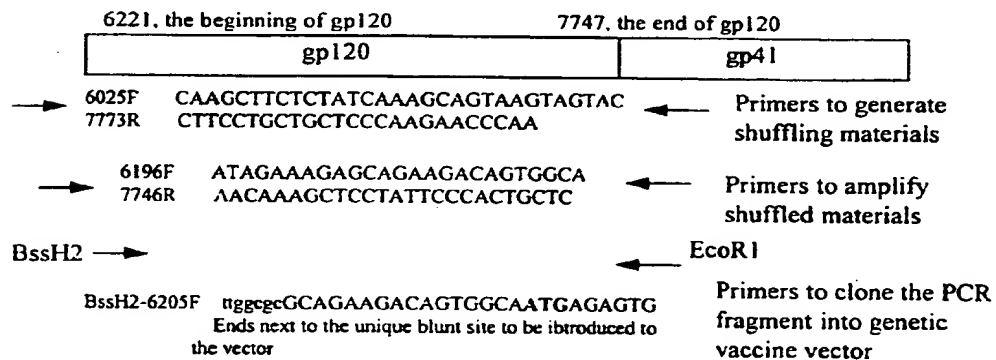 6221, the beginning of gp120 7747, the end of gp120
gp120 gp41
6025F CAAGCTTCTCTATCAAAGCAGTAAGTAGTAC Primers to generate
7773R CTTCCTGCTGCTCCCAAGAACCCAA shuffling materials
6196F ATAGAAAGAGCAGAAGACAGTGGCA Primers to amplify
7746R AACAAAGCTCCTATTCCCACTGCTC shuffled materials
BssH2 EcoR1
BssH2-6205F ttggcgcGCAGAAGACAGTGGCAATGAGAGTG Primers to clone the PCR
Ends next to the unique blunt site to be ibtroduced to fragment into genetic
the vector vaccine vector